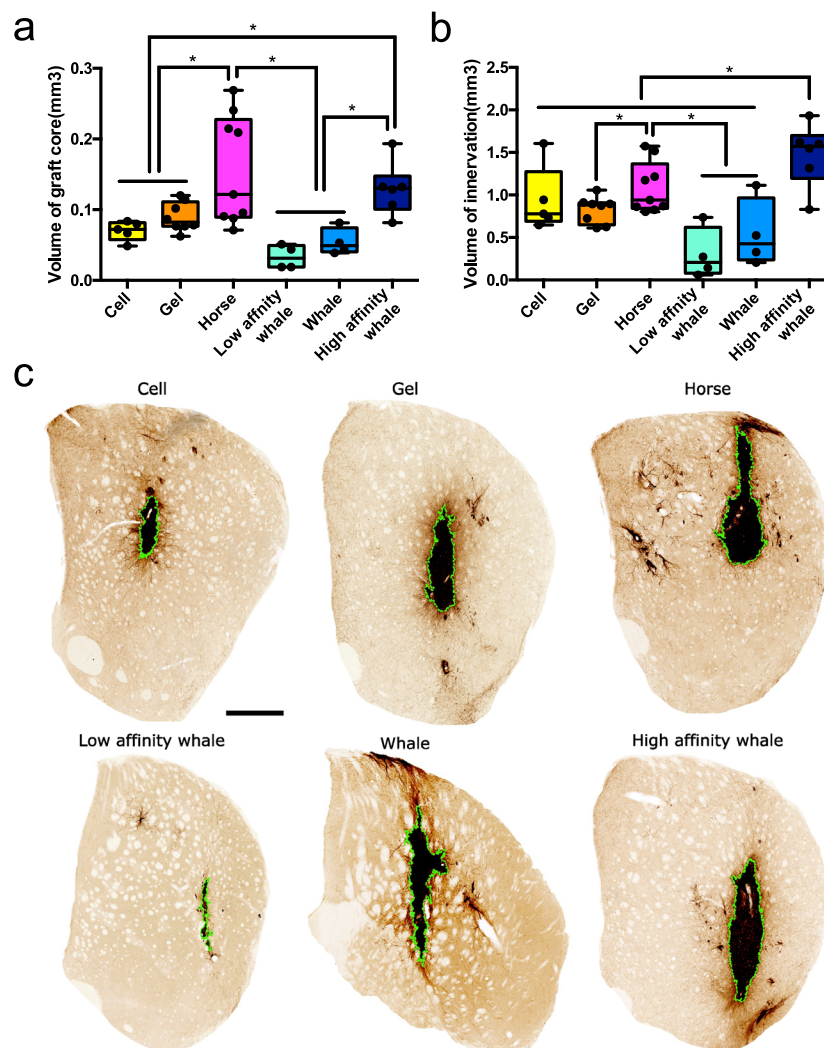 a
*
*
*
*
Volume of graft core(mm3)
0.3
0.2
0.1
0.0
Cell
Gel
Horse
Low affinity
whale
Whale
High affinity
whale
b
*
*
*
Volume of innervation(mm3)
2.5
2.0
1.5
1.0
0.5
0.0
Cell
Gel
Horse
Low affinity
whale
Whale
High affinity
whale
c
Cell
Gel
Horse
Low affinity whale
Whale
High affinity whale